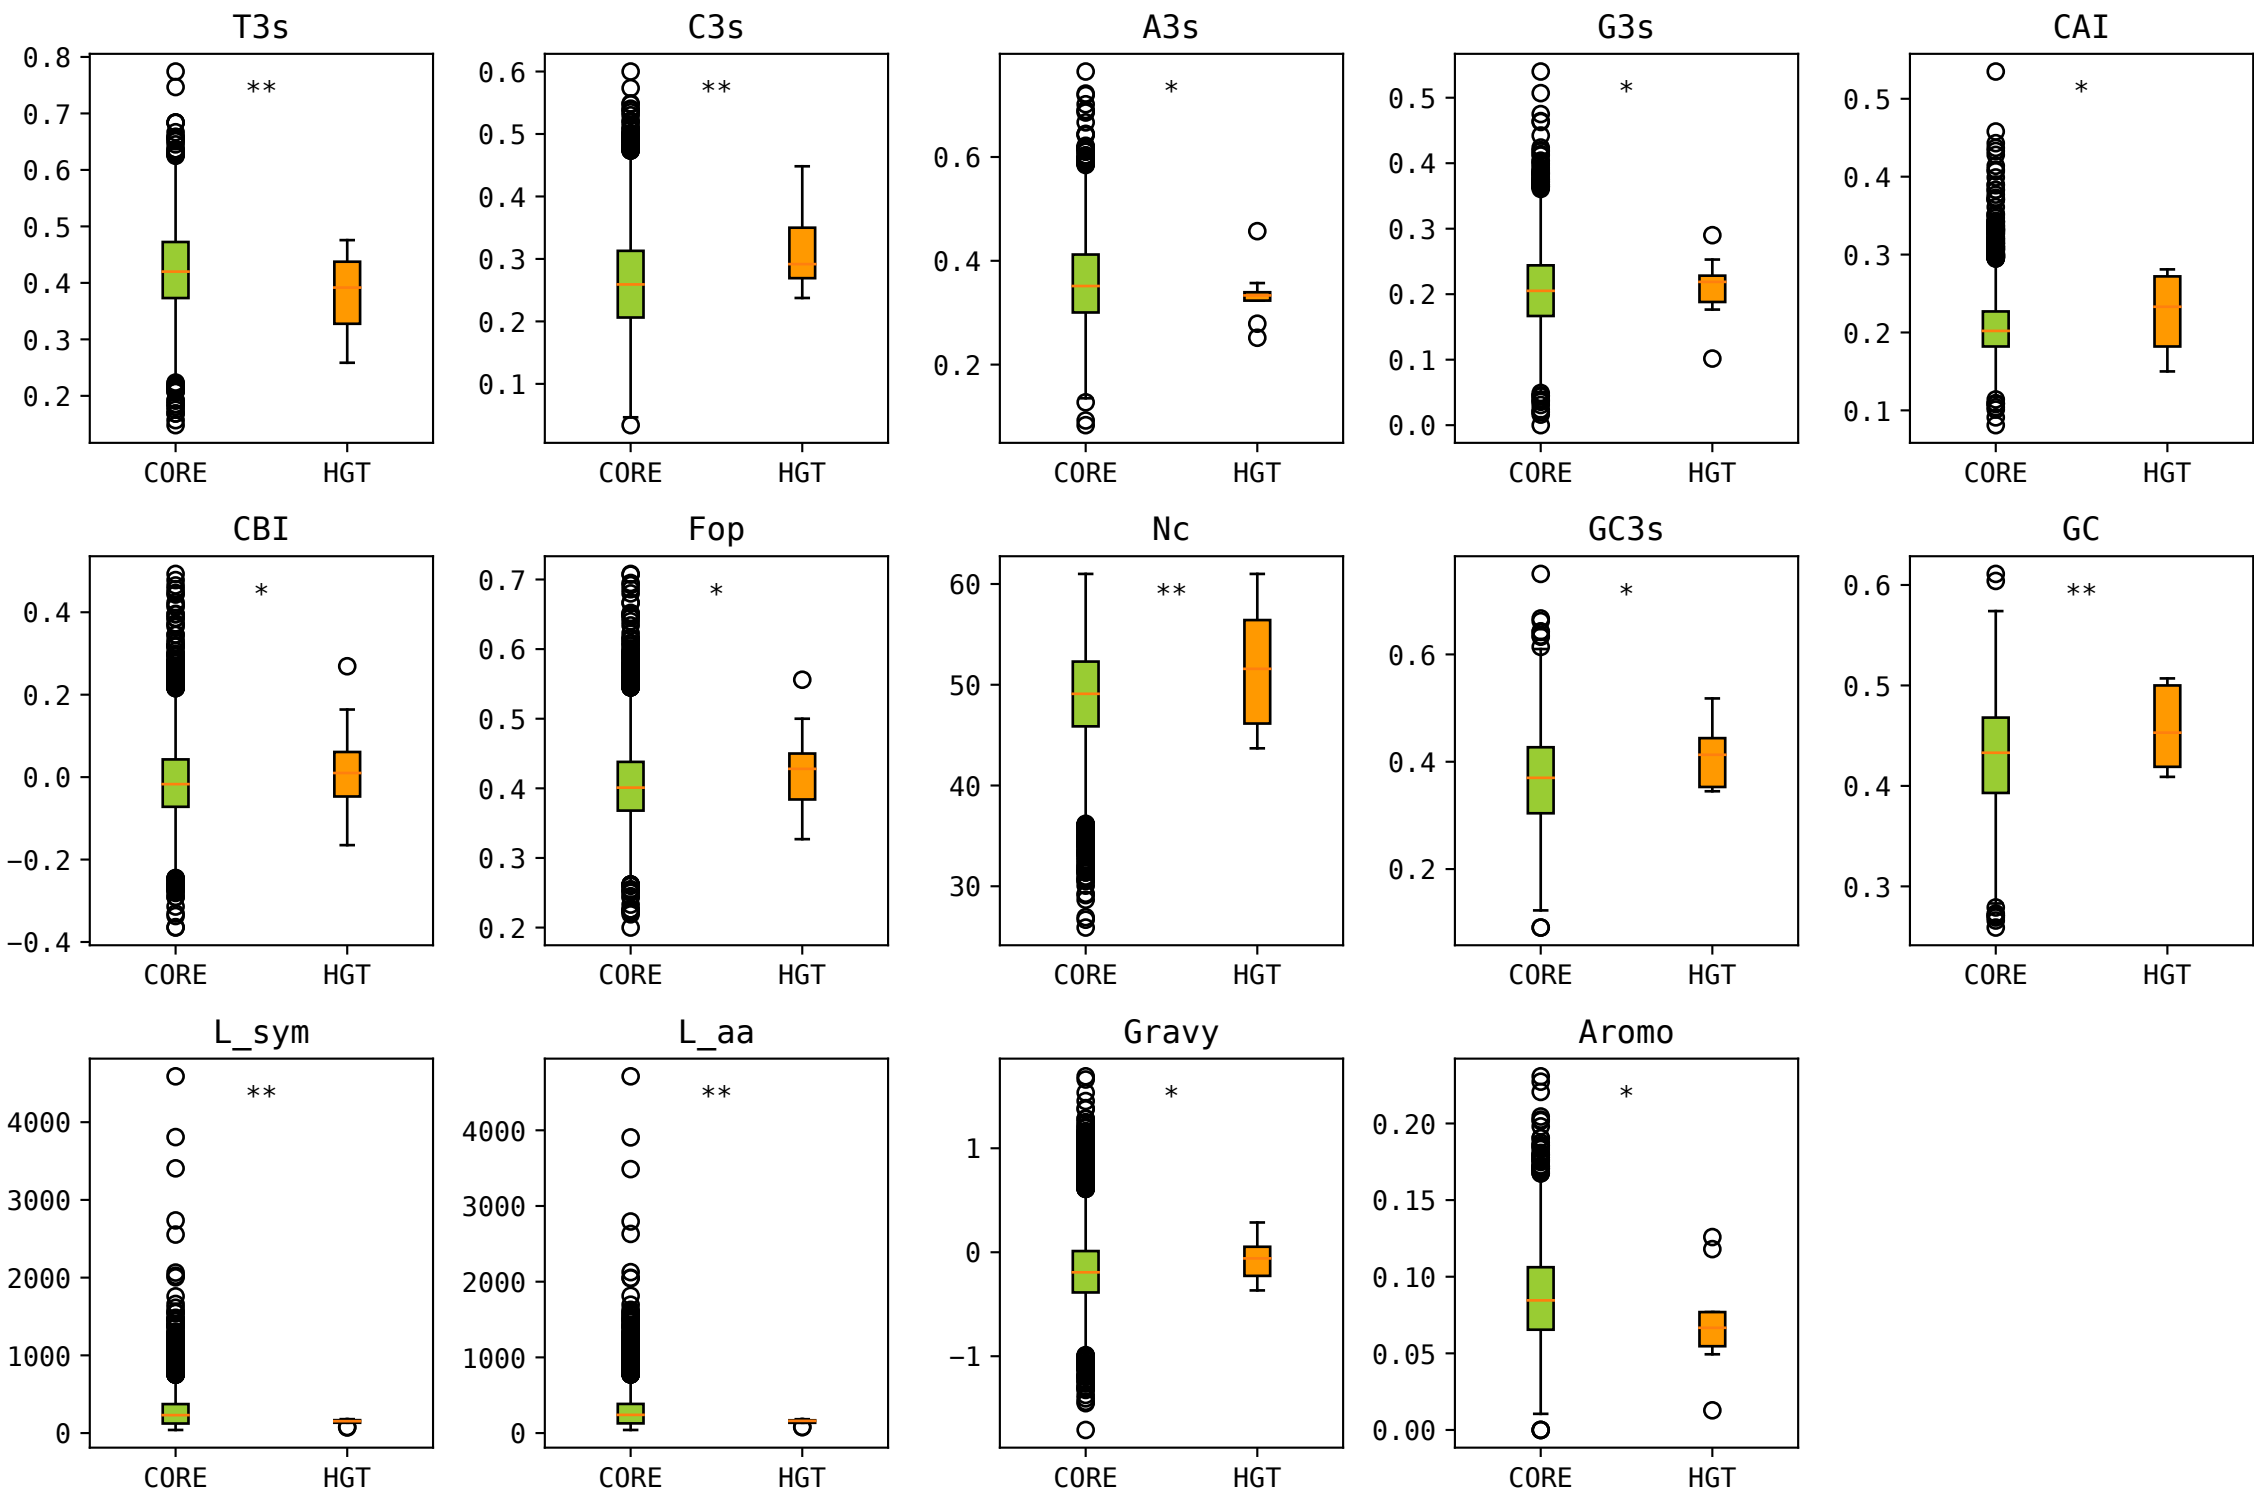 T3s C3s A3s G3s CAI
0.8 0.7 0.6 0.5 0.4 0.3 0.2
**
CORE HGT
0.6 0.5 0.4 0.3 0.2 0.1
**
CORE HGT
0.6 0.4 0.2
*
CORE HGT
0.5 0.4 0.3 0.2 0.1 0.0
*
CORE HGT
0.5 0.4 0.3 0.2 0.1
*
CORE HGT
CBI Fop Nc GC3s GC
0.4 0.2 0.0 −0.2 −0.4
*
CORE HGT
0.7 0.6 0.5 0.4 0.3 0.2
*
CORE HGT
60 50 40 30
**
CORE HGT
0.6 0.4 0.2
*
CORE HGT
0.6 0.5 0.4 0.3
**
CORE HGT
L_sym L_aa Gravy Aromo
4000 3000 2000 1000 0
**
CORE HGT
4000 3000 2000 1000 0
**
CORE HGT
1 0 −1
*
CORE HGT
0.20 0.15 0.10 0.05 0.00
*
CORE HGT